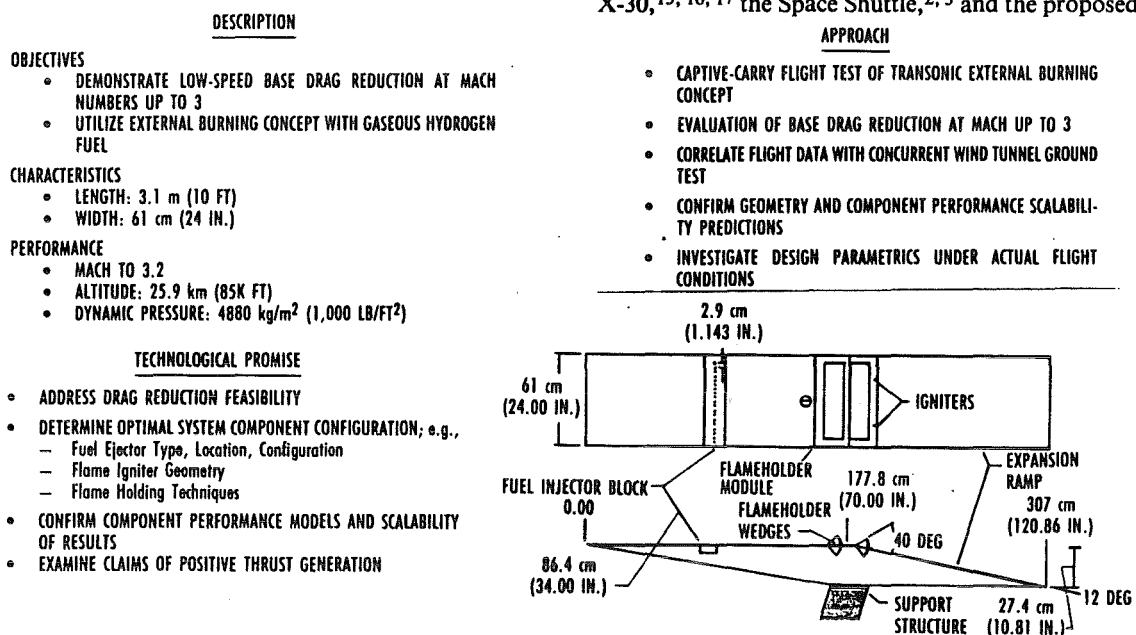 X-30,15, 16, 17 the Space Shuttle,2, 3 and the proposed
DESCRIPTION
OBJECTIVES
• DEMONSTRATE LOW-SPEED BASE DRAG REDUCTION AT MACH
NUMBERS UP TO 3
• UTILIZE EXTERNAL BURNING CONCEPT WITH GASEOUS HYDROGEN
FUEL
CHARACTERISTICS
• LENGTH: 3.1 m (10 FT)
• WIDTH: 61 cm (24 IN.)
PERFORMANCE
• MACH TO 3.2
• ALTITUDE: 25.9 km (85K FT)
• DYNAMIC PRESSURE: 4880 kg/m² (1,000 LB/FT²)
TECHNOLOGICAL PROMISE
• ADDRESS DRAG REDUCTION FEASIBILITY
• DETERMINE OPTIMAL SYSTEM COMPONENT CONFIGURATION; e.g.,
– Fuel Ejector Type, Location, Configuration
– Flame Igniter Geometry
– Flame Holding Techniques
• CONFIRM COMPONENT PERFORMANCE MODELS AND SCALABILITY
OF RESULTS
• EXAMINE CLAIMS OF POSITIVE THRUST GENERATION
APPROACH
• CAPTIVE-CARRY FLIGHT TEST OF TRANSONIC EXTERNAL BURNING
CONCEPT
• EVALUATION OF BASE DRAG REDUCTION AT MACH UP TO 3
• CORRELATE FLIGHT DATA WITH CONCURRENT WIND TUNNEL GROUND
TEST
• CONFIRM GEOMETRY AND COMPONENT PERFORMANCE SCALABILI-
TY PREDICTIONS
• INVESTIGATE DESIGN PARAMETRICS UNDER ACTUAL FLIGHT
CONDITIONS
2.9 cm
(1.143 IN.)
61 cm
(24.00 IN.)
IGNITERS
FUEL INJECTOR BLOCK
0.00
FLAMEHOLDER
MODULE
FLAMEHOLDER
WEDGES
177.8 cm
(70.00 IN.)
EXPANSION
RAMP
307 cm
(120.86 IN.)
40 DEG
86.4 cm
(34.00 IN.)
SUPPORT
STRUCTURE
27.4 cm
(10.81 IN.)
12 DEG